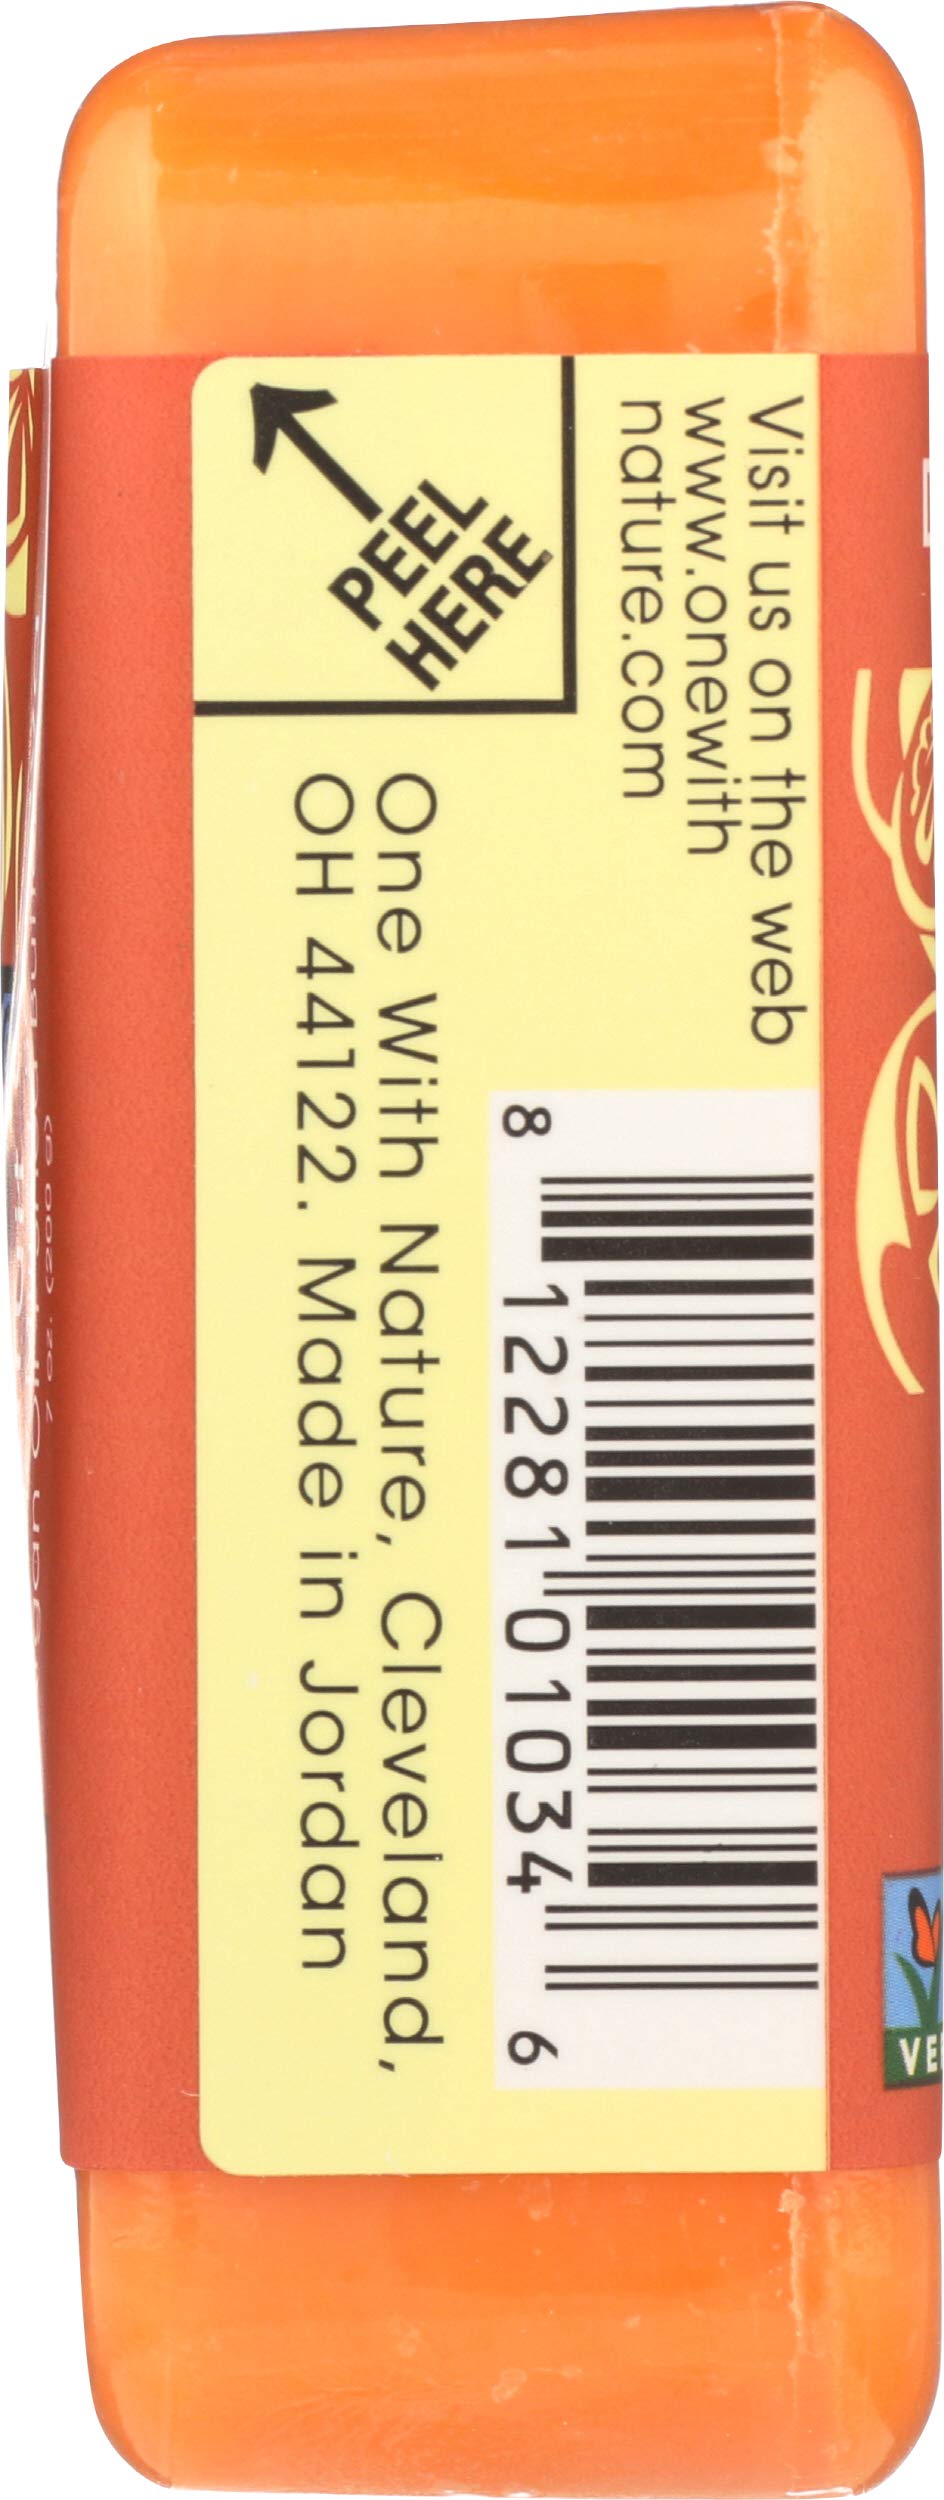 Visit us on the web
www.onewith
nature.com
PEEL
HERE
8 12281 01034 6
One With Nature, Cleveland,
OH 44122. Made in Jordan